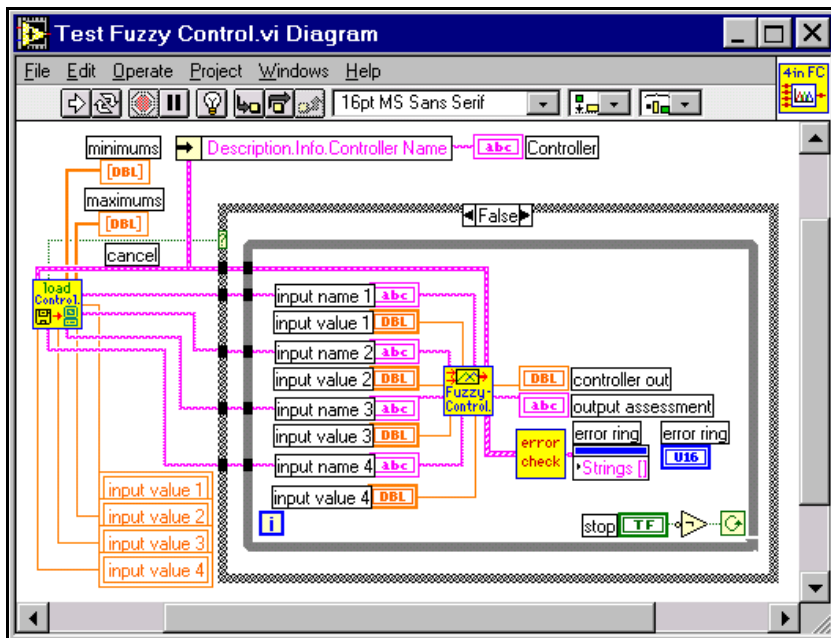 Test Fuzzy Control.vi Diagram
File Edit Operate Project Windows Help
4in FC
16pt MS Sans Serif
minimums
[DBL]
Description.Info.Controller Name
abc
Controller
maximums
[DBL]
False
cancel
?
load
Control.
input name 1
abc
input value 1
DBL
input name 2
abc
input value 2
DBL
input name 3
abc
input value 3
DBL
input name 4
abc
input value 4
DBL
Fuzzy-
Control.
DBL
controller out
abc
output assessment
error
check
error ring
Strings []
error ring
U16
input value 1
input value 2
input value 3
input value 4
i
stop
TF